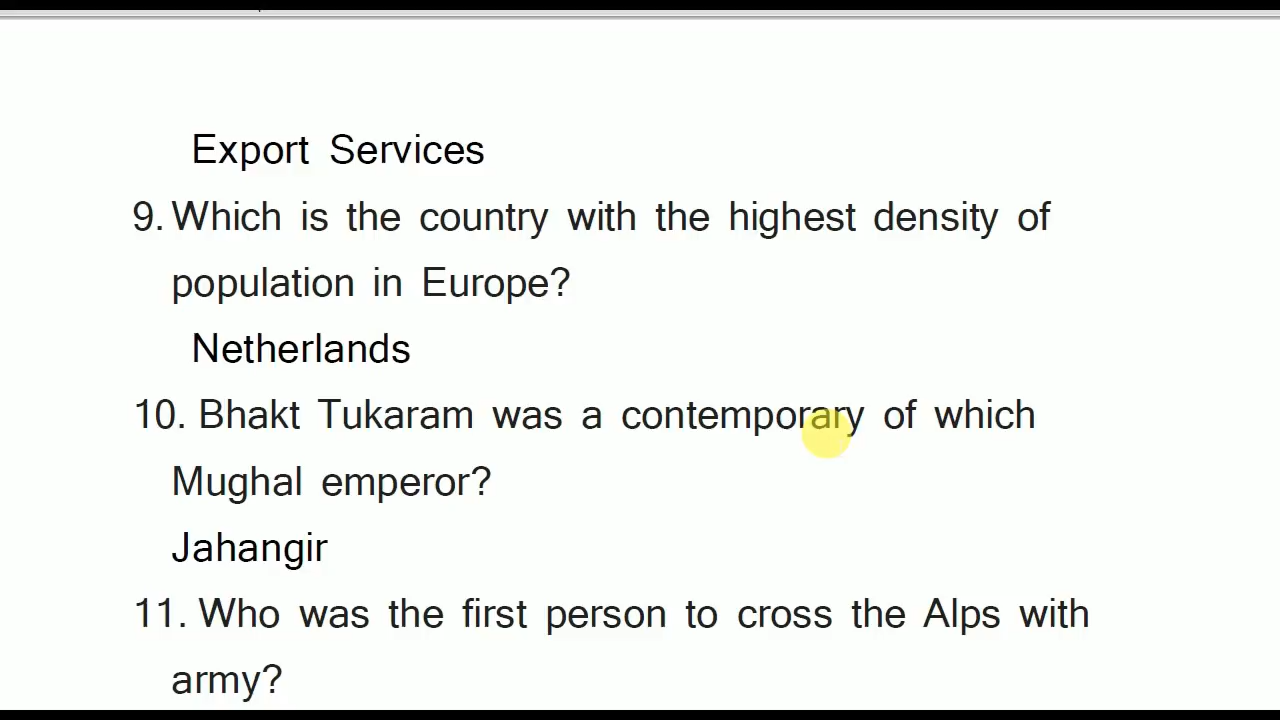 Export Services
9. Which is the country with the highest density of
population in Europe?
Netherlands
10. Bhakt Tukaram was a contemporary of which
Mughal emperor?
Jahangir
11. Who was the first person to cross the Alps with
army?